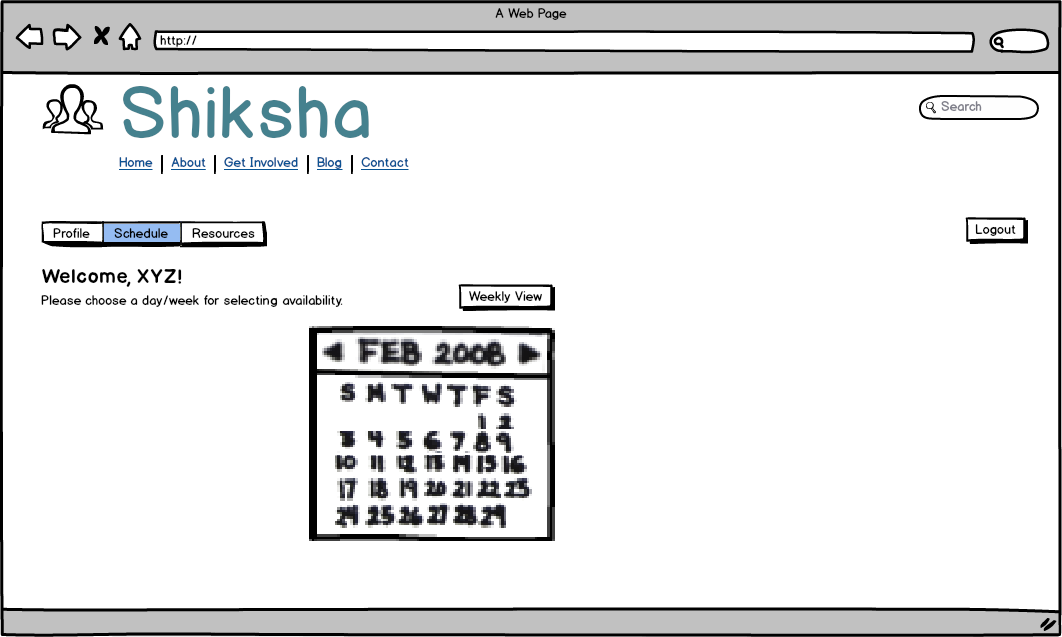 A Web Page
http://
Shiksha
Search
Home About Get Involved Blog Contact
Profile Schedule Resources
Logout
Welcome, XYZ!
Please choose a day/week for selecting availability.
Weekly View
FEB 2008
S M T W T F S
1 2
3 4 5 6 7 8 9
10 11 12 13 14 15 16
17 18 19 20 21 22 23
24 25 26 27 28 29